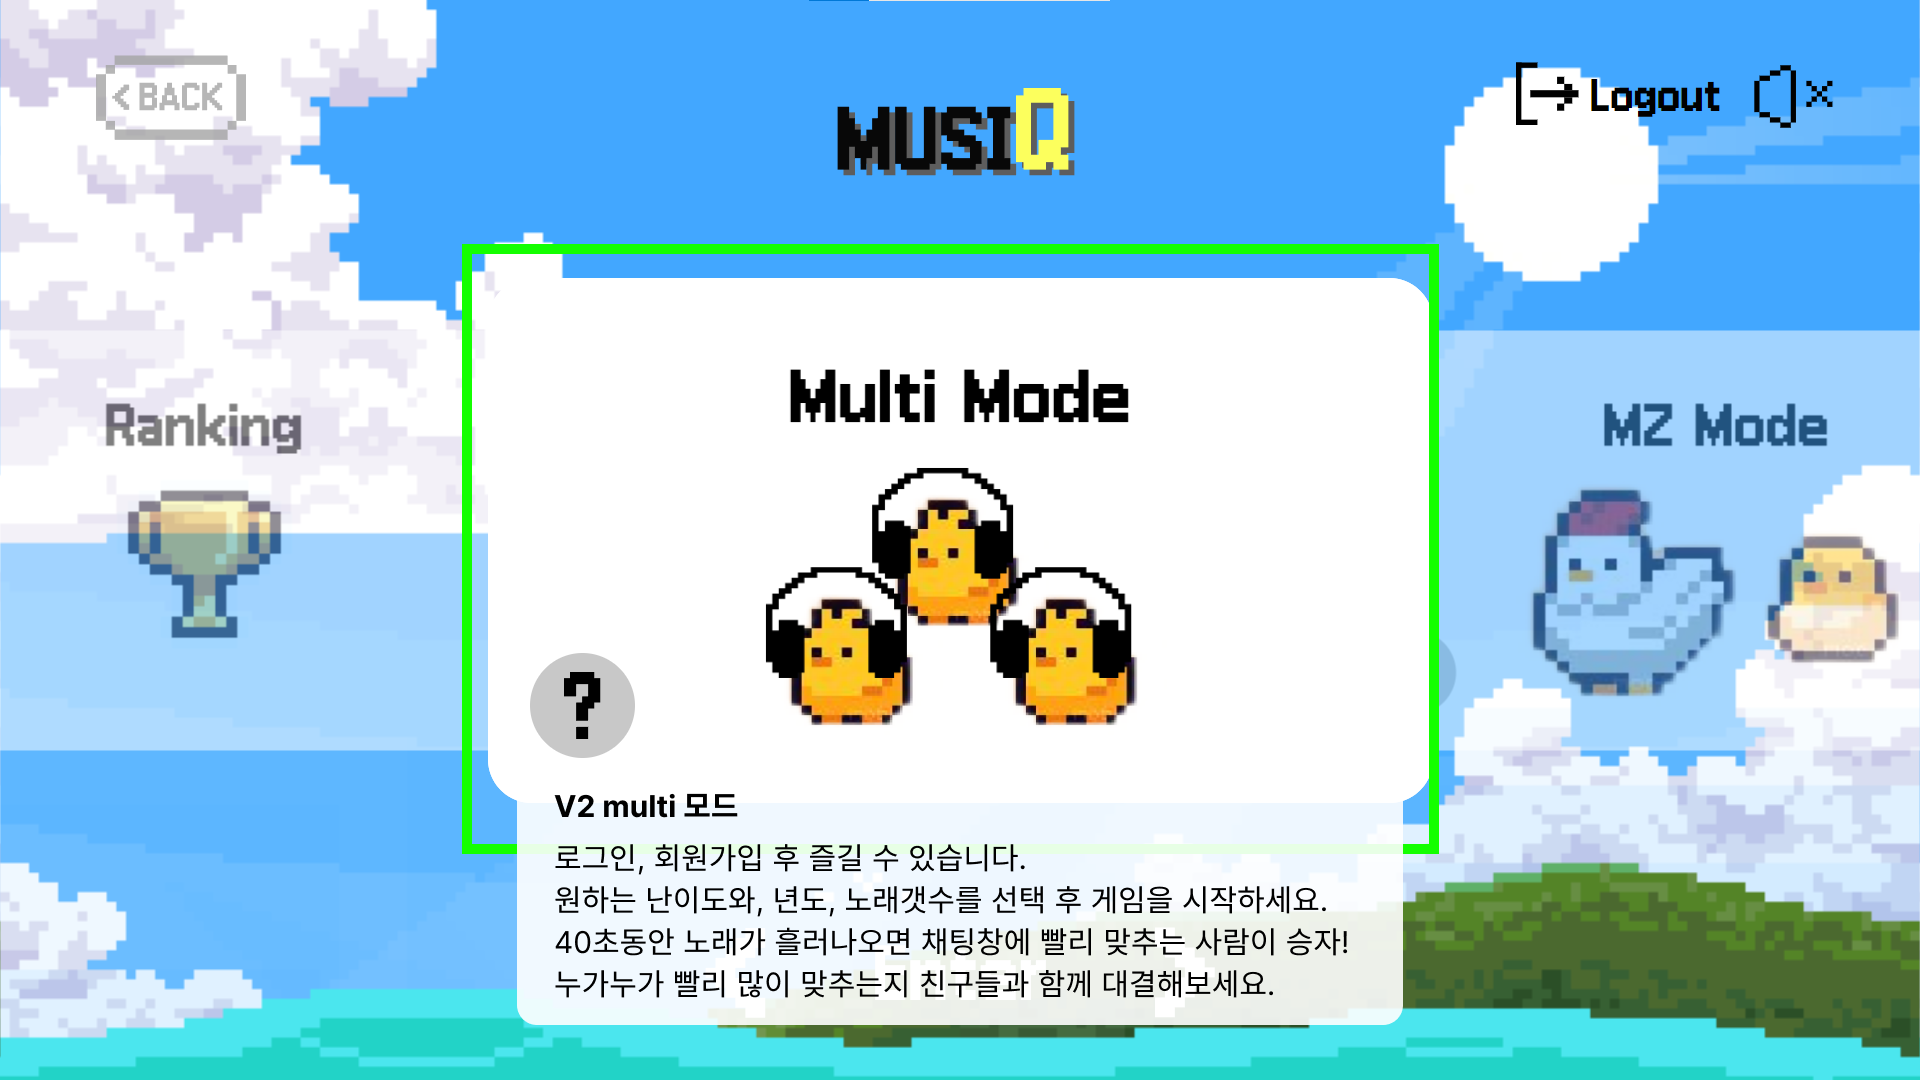 < BACK
MUSIQ
Logout
Ranking
Multi Mode
MZ Mode
?
V2 multi 모드
로그인, 회원가입 후 즐길 수 있습니다.
원하는 난이도와, 년도, 노래갯수를 선택 후 게임을 시작하세요.
40초동안 노래가 흘러나오면 채팅창에 빨리 맞추는 사람이 승자!
누가누가 빨리 많이 맞추는지 친구들과 함께 대결해보세요.